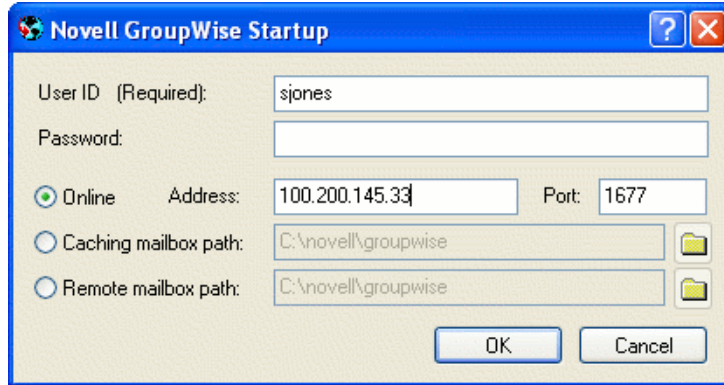 Novell GroupWise Startup
User ID (Required): sjones
Password:
Online Address: 100.200.145.33 Port: 1677
Caching mailbox path: C:\novell\groupwise
Remote mailbox path: C:\novell\groupwise
OK Cancel